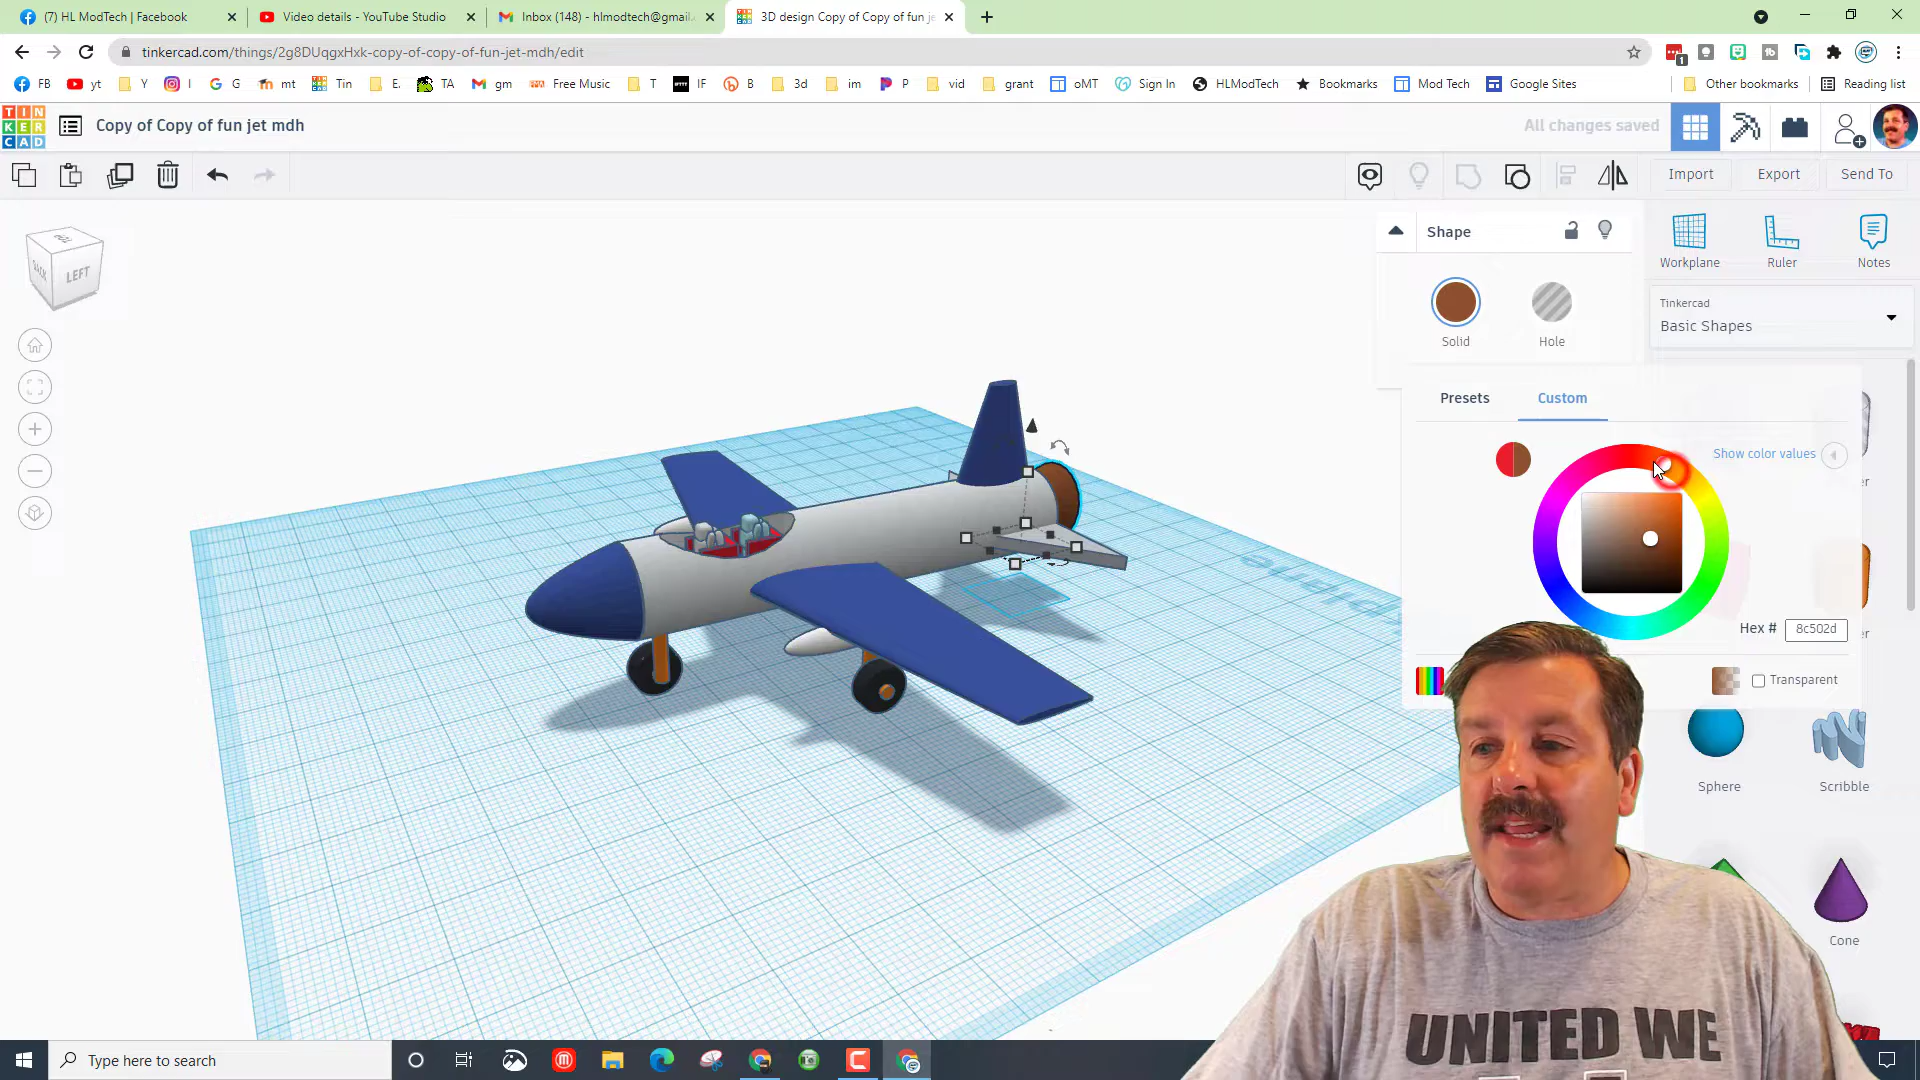 (7) HL ModTech | Facebook
Video details - YouTube Studio
Inbox (148) - hlmodtech@gmail.
3D design Copy of Copy of fun je
tinkercad.com/things/2g8DUqgxHxk-copy-of-copy-of-fun-jet-mdh/edit
1
FB
yt
Y
I
G
mt
Tin
E.
TA
gm
Free Music
T
IF
B
3d
im
P
vid
grant
oMT
Sign In
HLModTech
Bookmarks
Mod Tech
Google Sites
Other bookmarks
Reading list
TIN
KER
CAD
Copy of Copy of fun jet mdh
All changes saved
Import
Export
Send To
TOP
BACK
LEFT
Shape
Solid
Hole
Workplane
Ruler
Notes
Tinkercad
Basic Shapes
Presets
Custom
Show color values
Hex #
8c502d
Transparent
Sphere
Scribble
Cone
UNITED WE
Type here to search